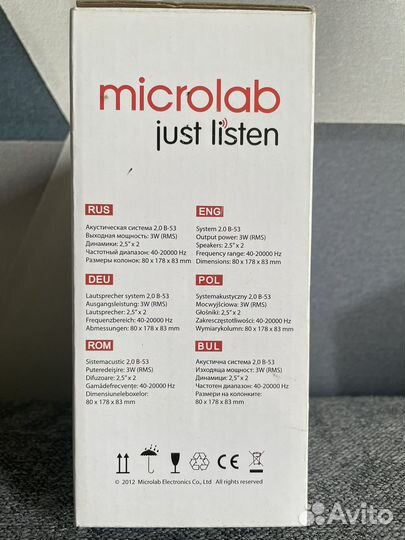 microlab
just listen
RUS
Акустическая система 2,0 B-53
Выходная мощность: 3W (RMS)
Динамики: 2,5" x 2
Частотный диапазон: 40-20000 Hz
Размеры колонок: 80 x 178 x 83 mm
ENG
System 2.0 B-53
Output power: 3W (RMS)
Speakers: 2.5" x 2
Frequency range: 40-20000 Hz
Dimensions: 80 x 178 x 83 mm
DEU
Lautsprecher system 2,0 B-53
Ausgangsleistung: 3W (RMS)
Lautsprecher: 2,5" x 2
Frequenzbereich: 40-20000 Hz
Abmessungen: 80 x 178 x 83 mm
POL
Systemakustyczny 2,0 B-53
Mocwyjściowa: 3W (RMS)
Głośniki: 2,5" x 2
Zakresczęstotliwości: 40-20000 Hz
Wymiarykolumn: 80 x 178 x 83 mm
ROM
Sistemacustic 2,0 B-53
Puteredeişire: 3W (RMS)
Difuzoare: 2,5" x 2
Gamădefrecvenţe: 40-20000 Hz
Dimensiuneleboxelor:
80 x 178 x 83 mm
BUL
Акустична система 2,0 B-53
Изходяща мощност: 3W (RMS)
Динамици: 2,5" x 2
Честотен диапазон: 40-20000 Hz
Размери на колонките:
80 x 178 x 83 mm
CE
© 2012 Microlab Electronics Co., Ltd All rights reserved
Avito